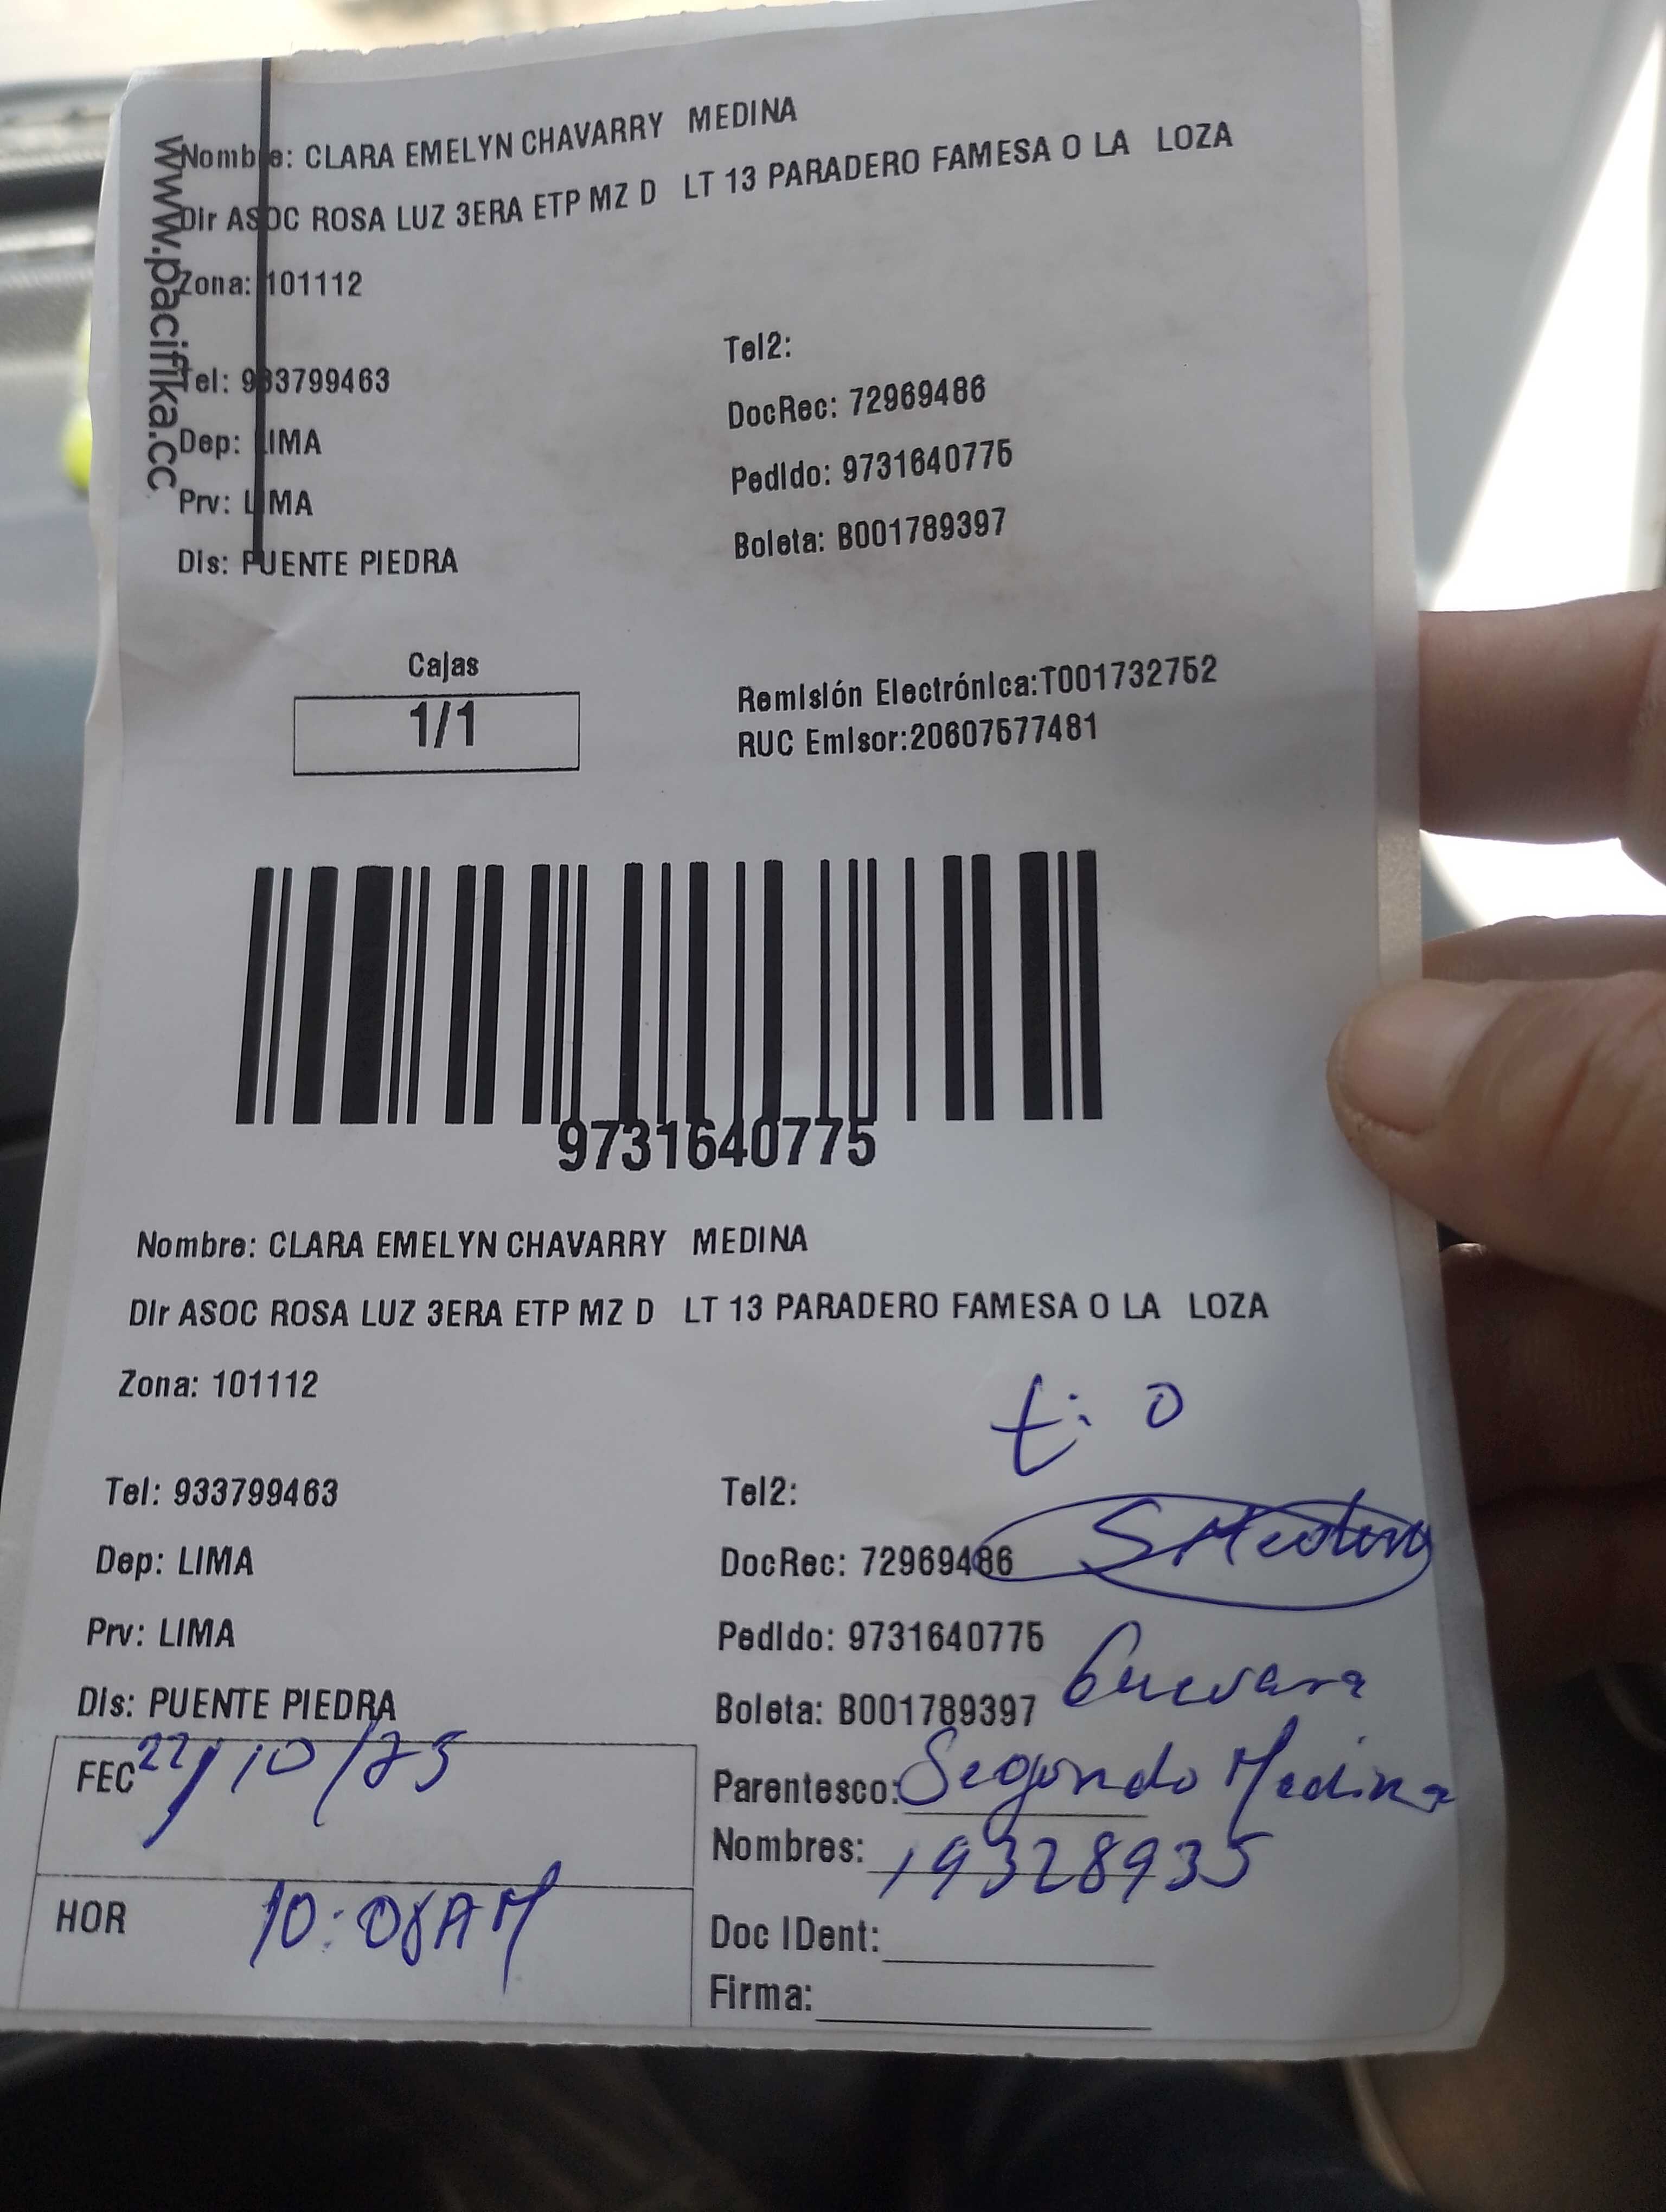 www.pacifika.cc
Nombre: CLARA EMELYN CHAVARRY MEDINA
Dir ASOC ROSA LUZ 3ERA ETP MZ D LT 13 PARADERO FAMESA O LA LOZA
Zona: 101112
Tel: 933799463
Tel2:
Dep: LIMA
DocRec: 72969486
Prv: LIMA
Pedido: 9731640775
Dis: PUENTE PIEDRA
Boleta: B001789397
Cajas
1/1
Remisión Electrónica:T001732752
RUC Emisor:20607577481
9731640775
Nombre: CLARA EMELYN CHAVARRY MEDINA
Dir ASOC ROSA LUZ 3ERA ETP MZ D LT 13 PARADERO FAMESA O LA LOZA
Zona: 101112
t: 0
Tel: 933799463
Tel2:
Dep: LIMA
DocRec: 72969486 SMedina
Prv: LIMA
Pedido: 9731640775
Guevara
Dis: PUENTE PIEDRA
Boleta: B001789397
FEC 22/10/25
Parentesco: Segundo Medina
Nombres: 19328935
HOR 10:08AM
Doc IDent:
Firma: